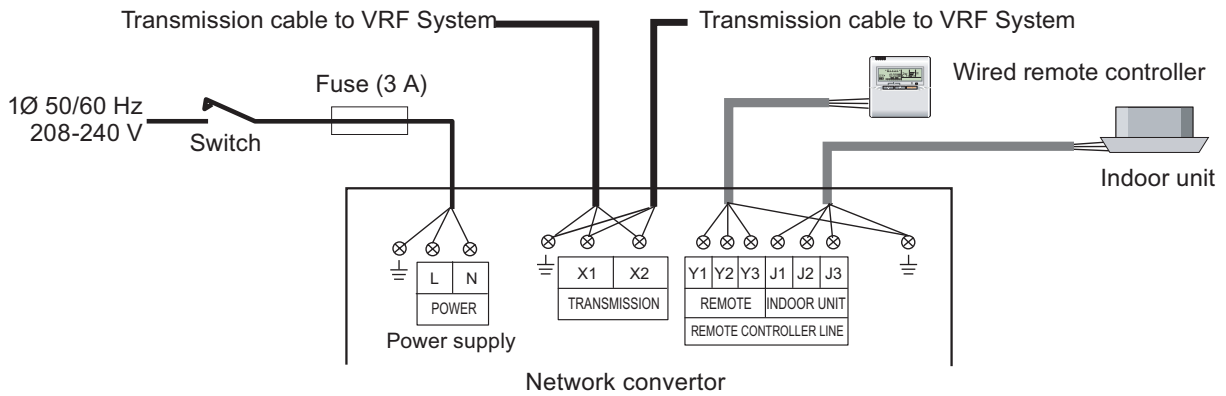 Transmission cable to VRF System
Transmission cable to VRF System
Fuse (3 A)
Wired remote controller
1Ø 50/60 Hz
208-240 V
Switch
Indoor unit
L N
POWER
Power supply
X1 X2
TRANSMISSION
Y1 Y2 Y3 J1 J2 J3
REMOTE INDOOR UNIT
REMOTE CONTROLLER LINE
Network convertor